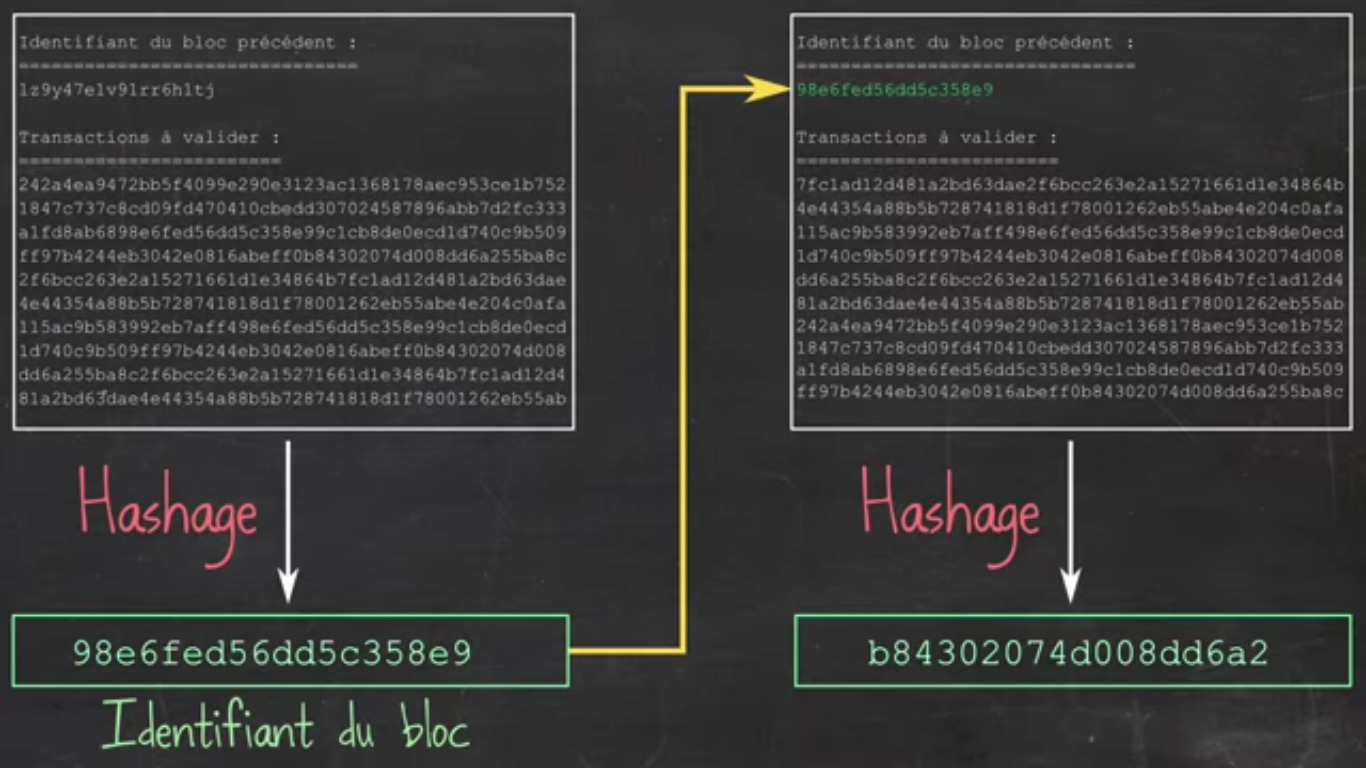 Identifiant du bloc précédent :
===============================
1z9y47e1v91rr6h1tj
Transactions à valider :
========================
242a4ea9472bb5f4099e290e3123ac1368178aec953ce1b752
1847c737c8cd09fd470410cbedd307024587896abb7d2fc333
a1fd8ab6898e6fed56dd5c358e99c1cb8de0ecd1d740c9b509
ff97b4244eb3042e0816abeff0b84302074d008dd6a255ba8c
2f6bcc263e2a15271661d1e34864b7fc1ad12d481a2bd63dae
4e44354a88b5b728741818d1f78001262eb55abe4e204c0afa
115ac9b583992eb7aff498e6fed56dd5c358e99c1cb8de0ecd
1d740c9b509ff97b4244eb3042e0816abeff0b84302074d008
dd6a255ba8c2f6bcc263e2a15271661d1e34864b7fc1ad12d4
81a2bd63dae4e44354a88b5b728741818d1f78001262eb55ab
Hashage
98e6fed56dd5c358e9
Identifiant du bloc
Identifiant du bloc précédent :
===============================
98e6fed56dd5c358e9
Transactions à valider :
========================
7fc1ad12d481a2bd63dae2f6bcc263e2a15271661d1e34864b
4e44354a88b5b728741818d1f78001262eb55abe4e204c0afa
115ac9b583992eb7aff498e6fed56dd5c358e99c1cb8de0ecd
1d740c9b509ff97b4244eb3042e0816abeff0b84302074d008
dd6a255ba8c2f6bcc263e2a15271661d1e34864b7fc1ad12d4
81a2bd63dae4e44354a88b5b728741818d1f78001262eb55ab
242a4ea9472bb5f4099e290e3123ac1368178aec953ce1b752
1847c737c8cd09fd470410cbedd307024587896abb7d2fc333
a1fd8ab6898e6fed56dd5c358e99c1cb8de0ecd1d740c9b509
ff97b4244eb3042e0816abeff0b84302074d008dd6a255ba8c
Hashage
b84302074d008dd6a2